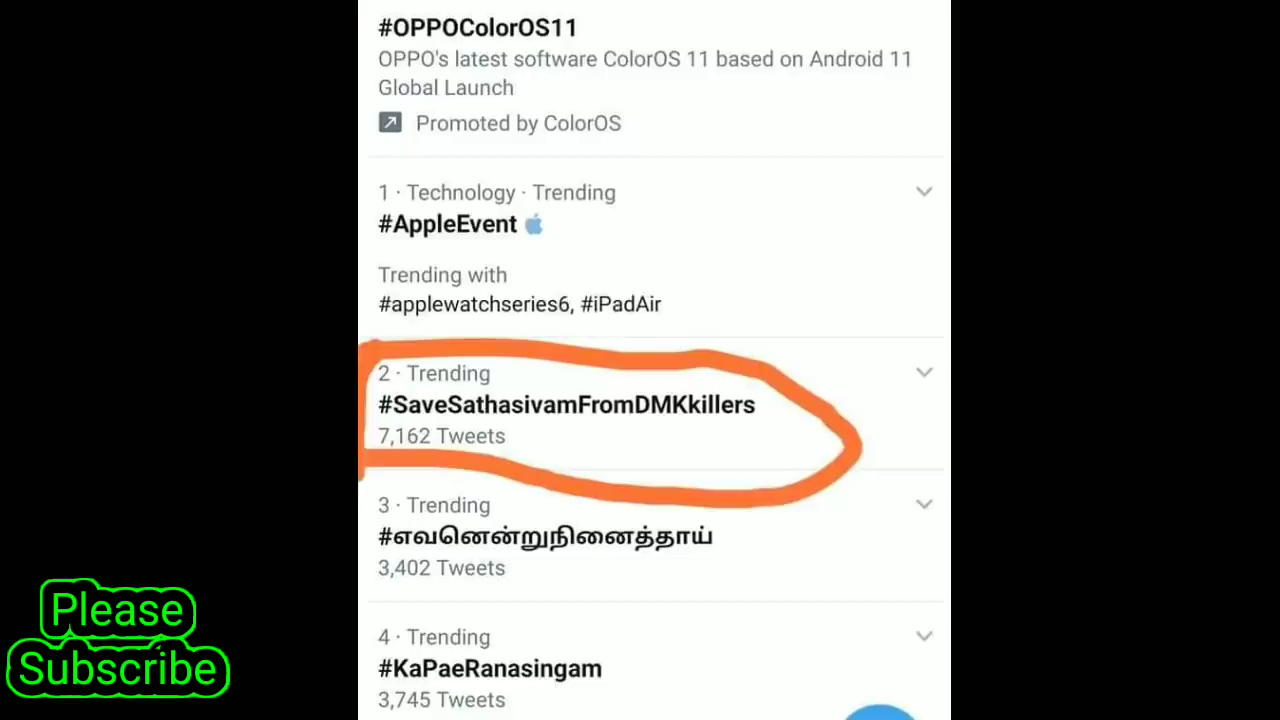 #OPPOColorOS11
OPPO's latest software ColorOS 11 based on Android 11
Global Launch
Promoted by ColorOS
1 · Technology · Trending
#AppleEvent
Trending with
#applewatchseries6, #iPadAir
2 · Trending
#SaveSathasivamFromDMKkillers
7,162 Tweets
3 · Trending
#எவனென்றுநினைத்தாய்
3,402 Tweets
4 · Trending
#KaPaeRanasingam
3,745 Tweets
Please
Subscribe